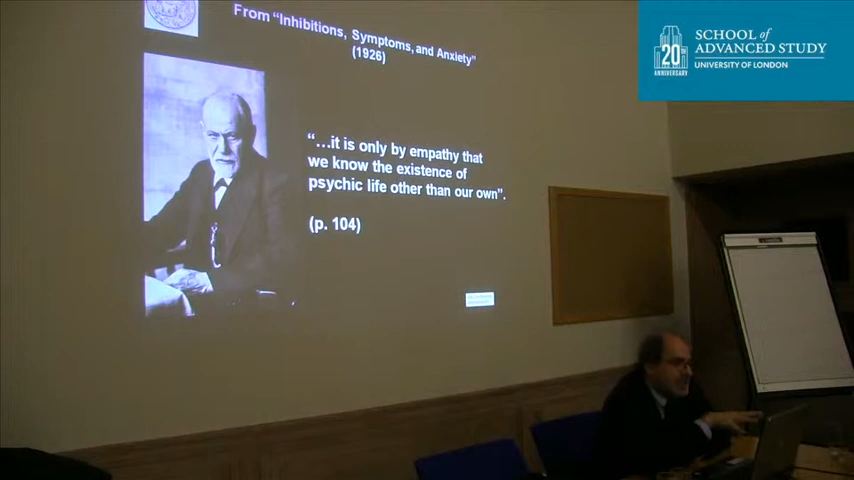 From "Inhibitions, Symptoms, and Anxiety"
(1926)
"...it is only by empathy that
we know the existence of
psychic life other than our own".
(p. 104)
SCHOOL of
ADVANCED STUDY
UNIVERSITY OF LONDON
20
ANNIVERSARY